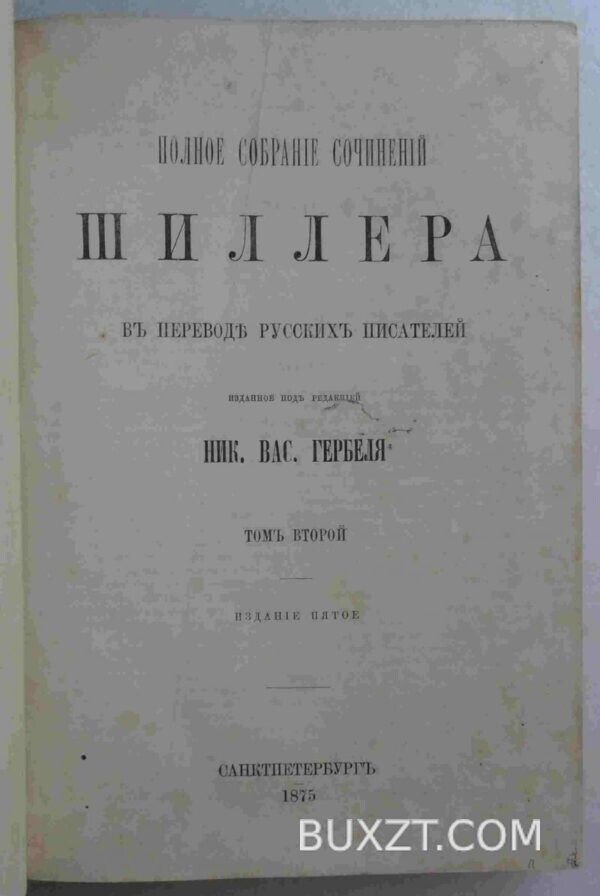 ПОЛНОЕ СОБРАНІЕ СОЧИНЕНІЙ
ШИЛЛЕРА
ВЪ ПЕРЕВОДѢ РУССКИХЪ ПИСАТЕЛЕЙ
ИЗДАННОЕ ПОДЪ РЕДАКЦІЕЙ
НИК. ВАС. ГЕРБЕЛЯ
ТОМЪ ВТОРОЙ
ИЗДАНІЕ ПЯТОЕ
САНКТПЕТЕРБУРГЪ
1875
BUXZT.COM